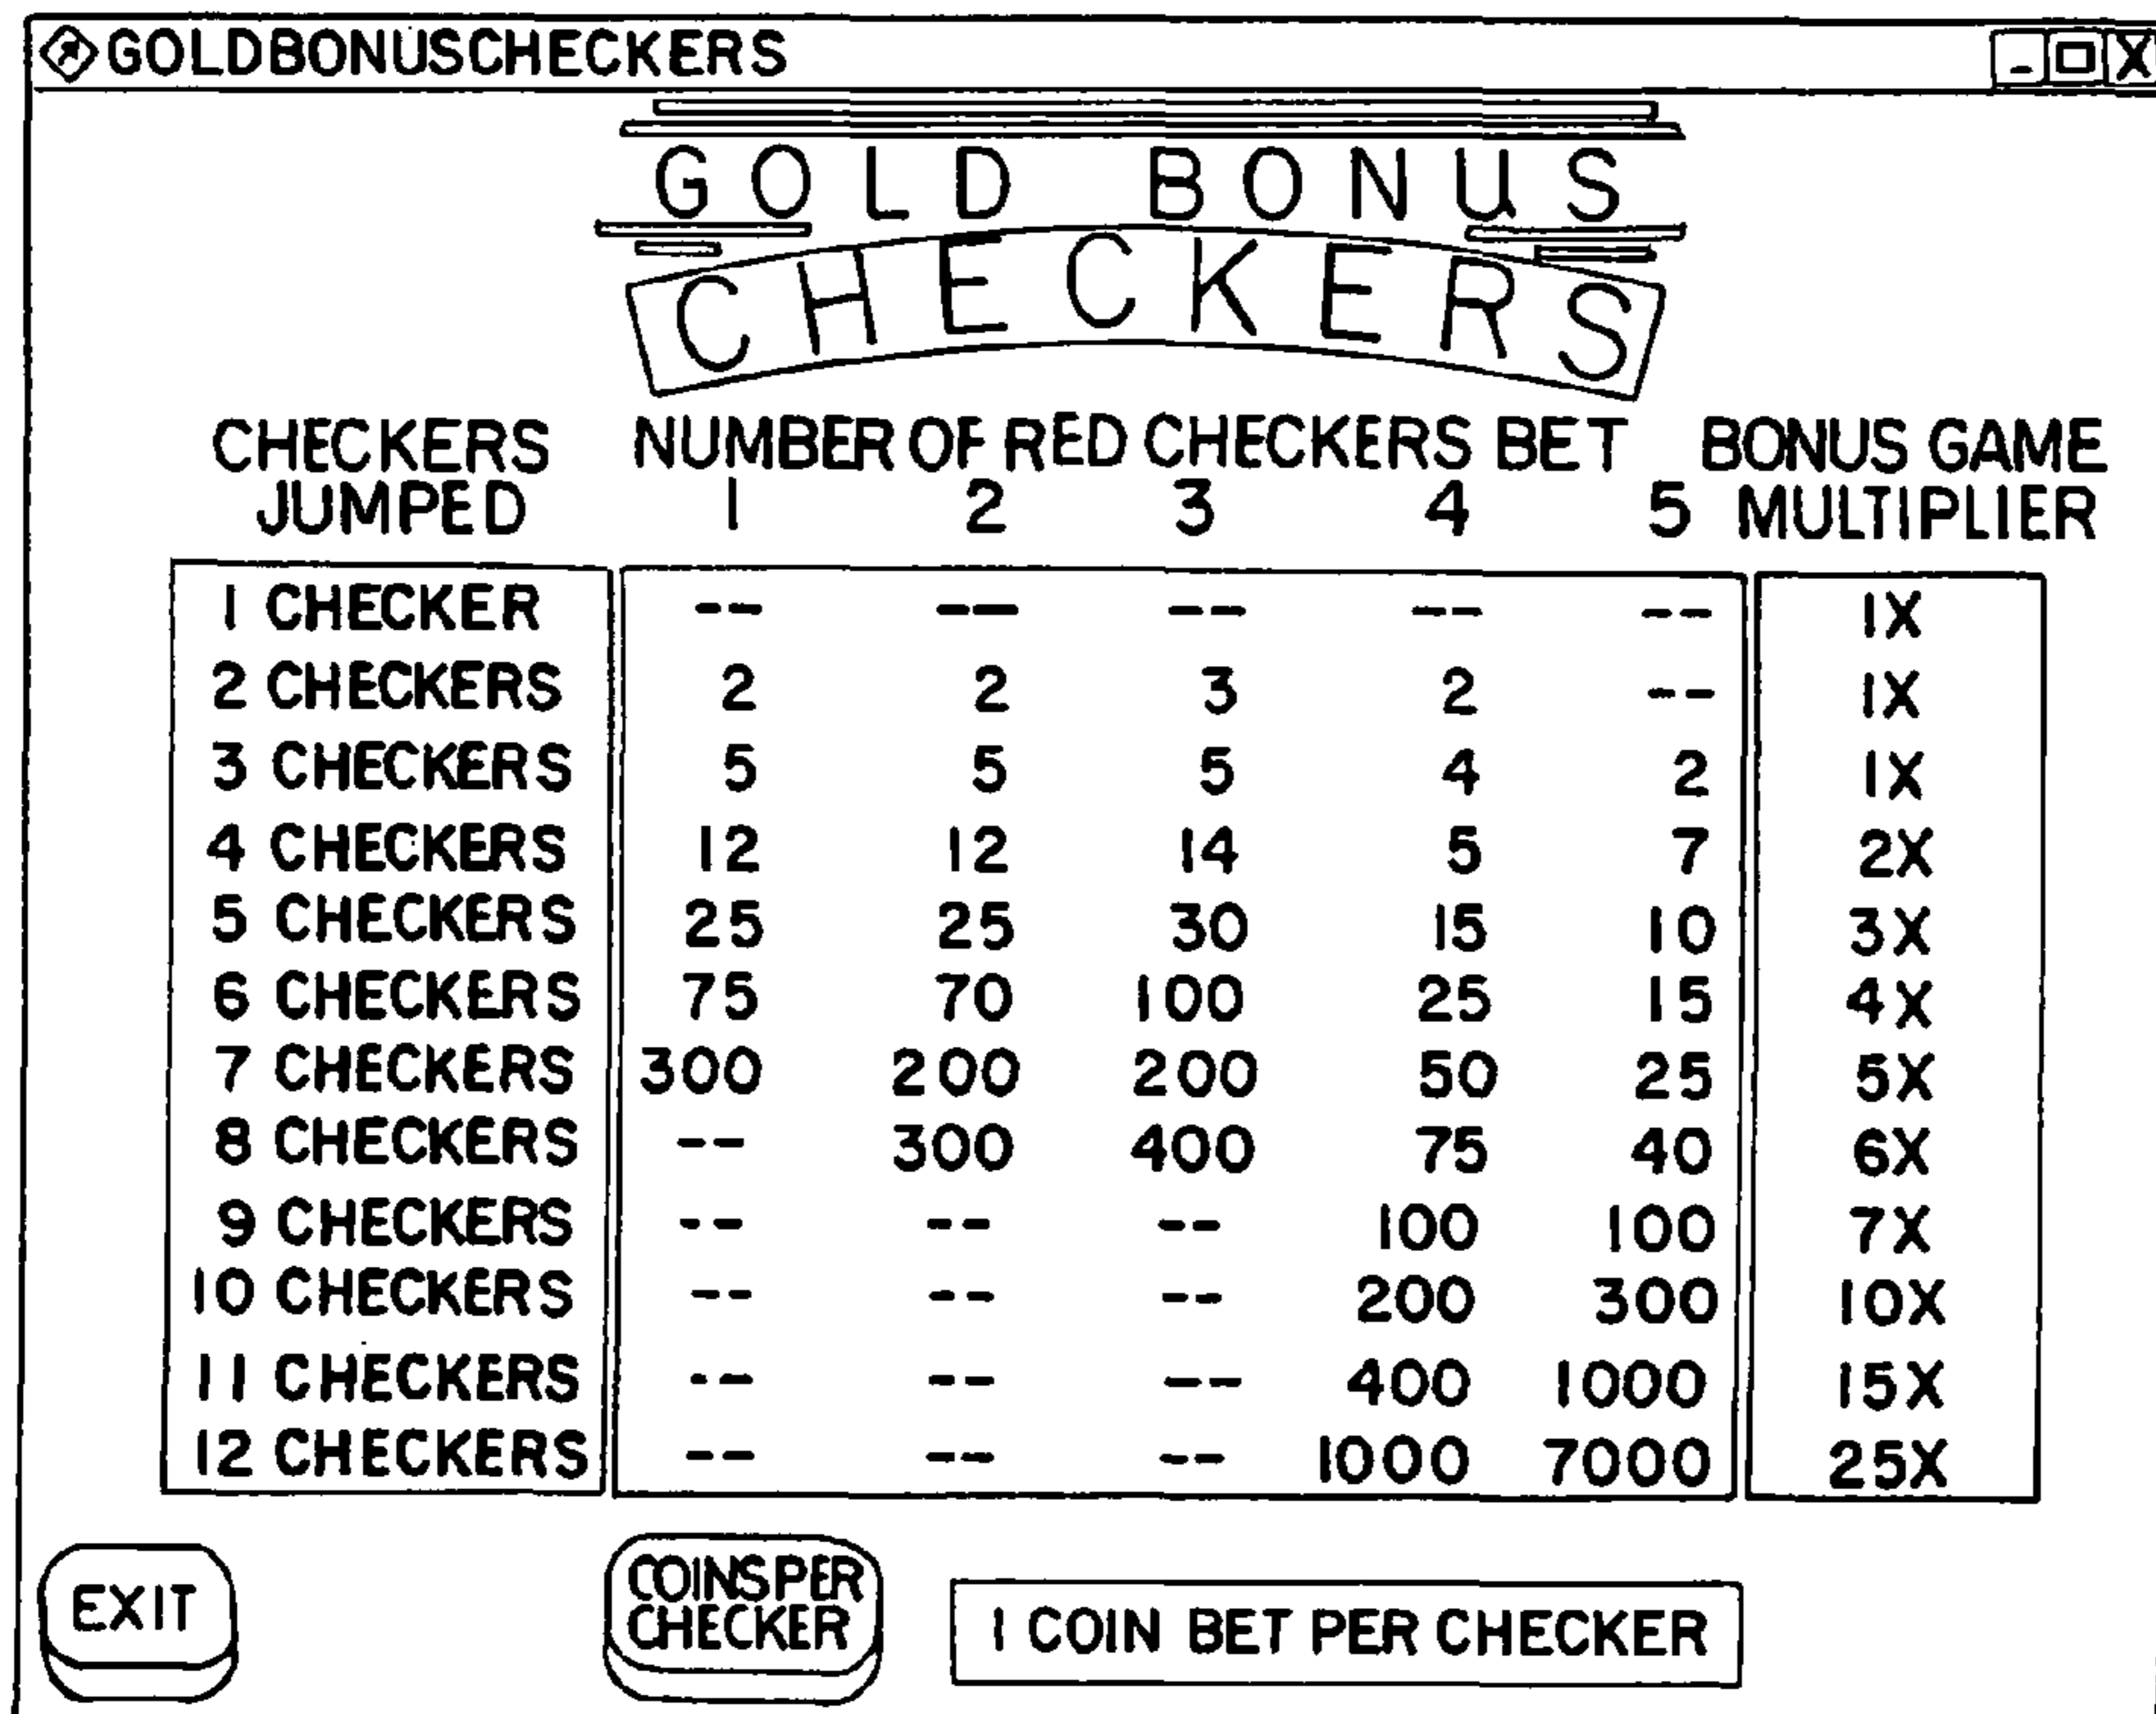 GOLDBONUSCHECKERS
GOLD BONUS
CHECKERS
CHECKERS NUMBER OF RED CHECKERS BET BONUS GAME
JUMPED 1 2 3 4 5 MULTIPLIER
1 CHECKER -- -- -- -- -- 1X
2 CHECKERS 2 2 3 2 -- 1X
3 CHECKERS 5 5 5 4 2 1X
4 CHECKERS 12 12 14 5 7 2X
5 CHECKERS 25 25 30 15 10 3X
6 CHECKERS 75 70 100 25 15 4X
7 CHECKERS 300 200 200 50 25 5X
8 CHECKERS -- 300 400 75 40 6X
9 CHECKERS -- -- -- 100 100 7X
10 CHECKERS -- -- -- 200 300 10X
11 CHECKERS -- -- -- 400 1000 15X
12 CHECKERS -- -- -- 1000 7000 25X
EXIT
COINS PER
CHECKER
1 COIN BET PER CHECKER